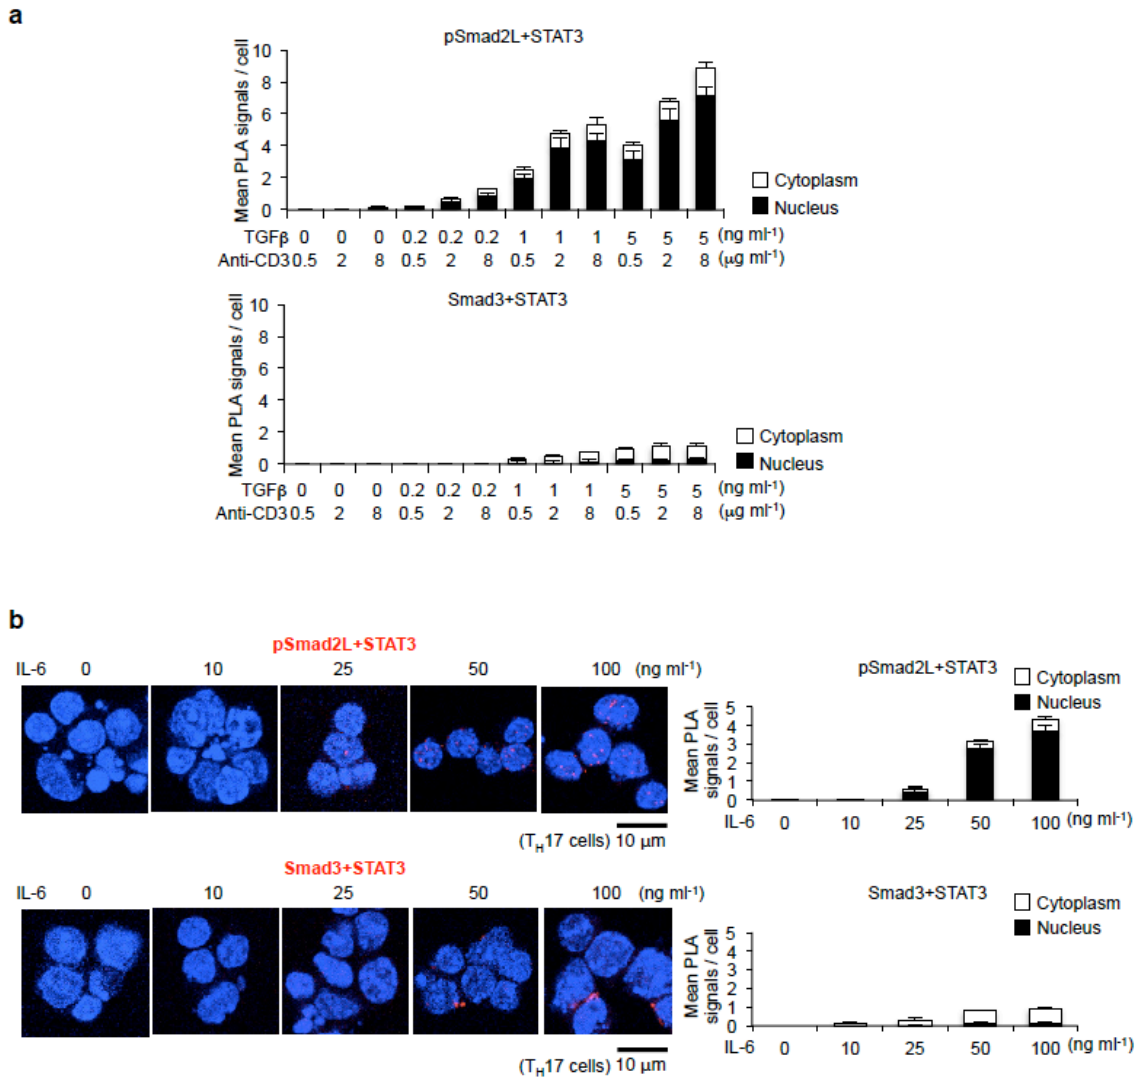 a
pSmad2L+STAT3
Mean PLA signals / cell
10
8
6
4
2
0
Cytoplasm
Nucleus
TGFβ 0 0 0 0.2 0.2 0.2 1 1 1 5 5 5 (ng ml-1)
Anti-CD3 0.5 2 8 0.5 2 8 0.5 2 8 0.5 2 8 (μg ml-1)
Smad3+STAT3
Mean PLA signals / cell
10
8
6
4
2
0
Cytoplasm
Nucleus
TGFβ 0 0 0 0.2 0.2 0.2 1 1 1 5 5 5 (ng ml-1)
Anti-CD3 0.5 2 8 0.5 2 8 0.5 2 8 0.5 2 8 (μg ml-1)
b
pSmad2L+STAT3
IL-6 0 10 25 50 100 (ng ml-1)
(TH17 cells) 10 μm
pSmad2L+STAT3
Cytoplasm
Nucleus
Mean PLA
signals / cell
5
4
3
2
1
0
IL-6 0 10 25 50 100 (ng ml-1)
Smad3+STAT3
IL-6 0 10 25 50 100 (ng ml-1)
(TH17 cells) 10 μm
Smad3+STAT3
Cytoplasm
Nucleus
Mean PLA
signals / cell
5
4
3
2
1
0
IL-6 0 10 25 50 100 (ng ml-1)